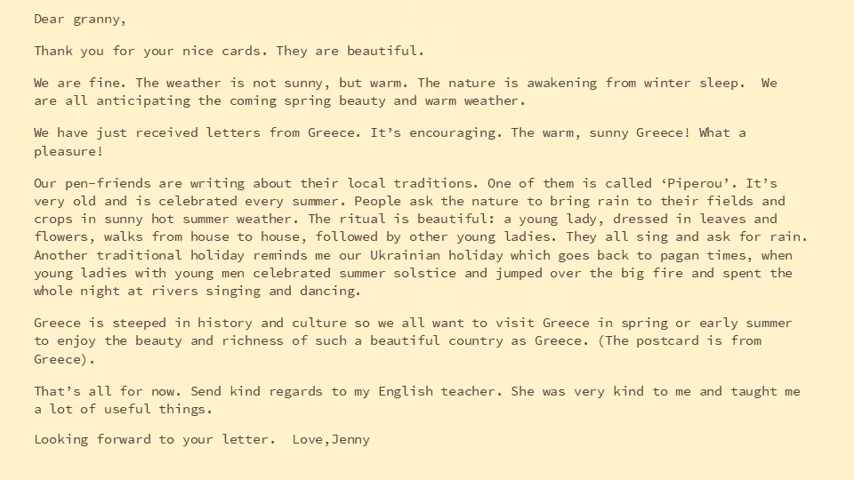 Dear granny,
Thank you for your nice cards. They are beautiful.
We are fine. The weather is not sunny, but warm. The nature is awakening from winter sleep.  We
are all anticipating the coming spring beauty and warm weather.
We have just received letters from Greece. It’s encouraging. The warm, sunny Greece! What a
pleasure!
Our pen-friends are writing about their local traditions. One of them is called ‘Piperou’. It’s
very old and is celebrated every summer. People ask the nature to bring rain to their fields and
crops in sunny hot summer weather. The ritual is beautiful: a young lady, dressed in leaves and
flowers, walks from house to house, followed by other young ladies. They all sing and ask for rain.
Another traditional holiday reminds me our Ukrainian holiday which goes back to pagan times, when
young ladies with young men celebrated summer solstice and jumped over the big fire and spent the
whole night at rivers singing and dancing.
Greece is steeped in history and culture so we all want to visit Greece in spring or early summer
to enjoy the beauty and richness of such a beautiful country as Greece. (The postcard is from
Greece).
That’s all for now. Send kind regards to my English teacher. She was very kind to me and taught me
a lot of useful things.
Looking forward to your letter.  Love,Jenny